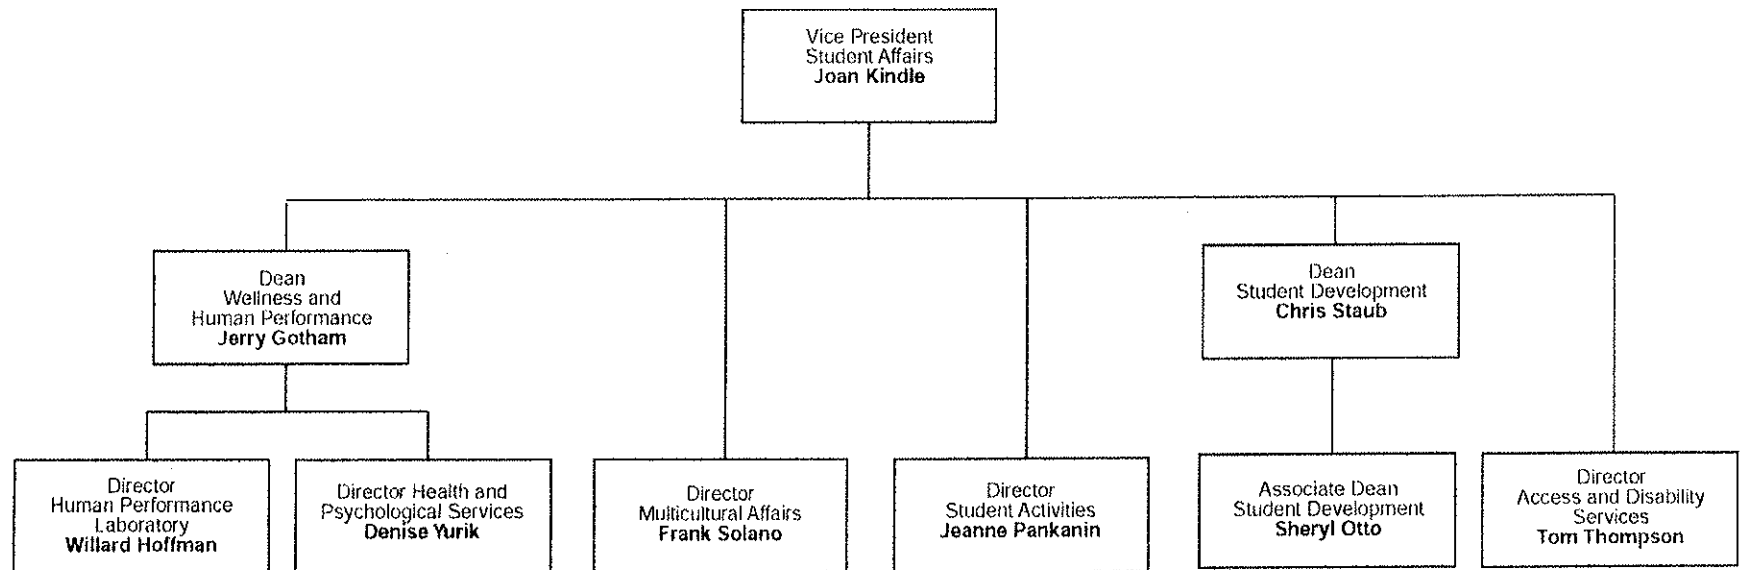 Vice President
Student Affairs
Joan Kindle
Dean
Wellness and
Human Performance
Jerry Gotham
Dean
Student Development
Chris Staub
Director
Human Performance
Laboratory
Willard Hoffman
Director Health and
Psychological Services
Denise Yurik
Director
Multicultural Affairs
Frank Solano
Director
Student Activities
Jeanne Pankanin
Associate Dean
Student Development
Sheryl Otto
Director
Access and Disability
Services
Tom Thompson